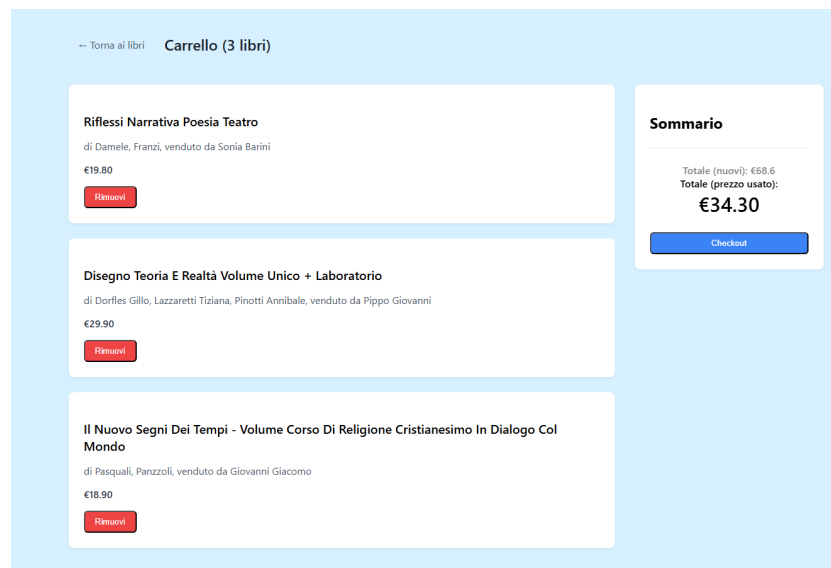 ← Torna ai libri
Carrello (3 libri)
Riflessi Narrativa Poesia Teatro
di Damele, Franzi, venduto da Sonia Barini
€19.80
Rimuovi
Disegno Teoria E Realtà Volume Unico + Laboratorio
di Dorfles Gillo, Lazzaretti Tiziana, Pinotti Annibale, venduto da Pippo Giovanni
€29.90
Rimuovi
Il Nuovo Segni Dei Tempi - Volume Corso Di Religione Cristianesimo In Dialogo Col
Mondo
di Pasquali, Panzzoli, venduto da Giovanni Giacomo
€18.90
Rimuovi
Sommario
Totale (nuovi): €68.6
Totale (prezzo usato):
€34.30
Checkout